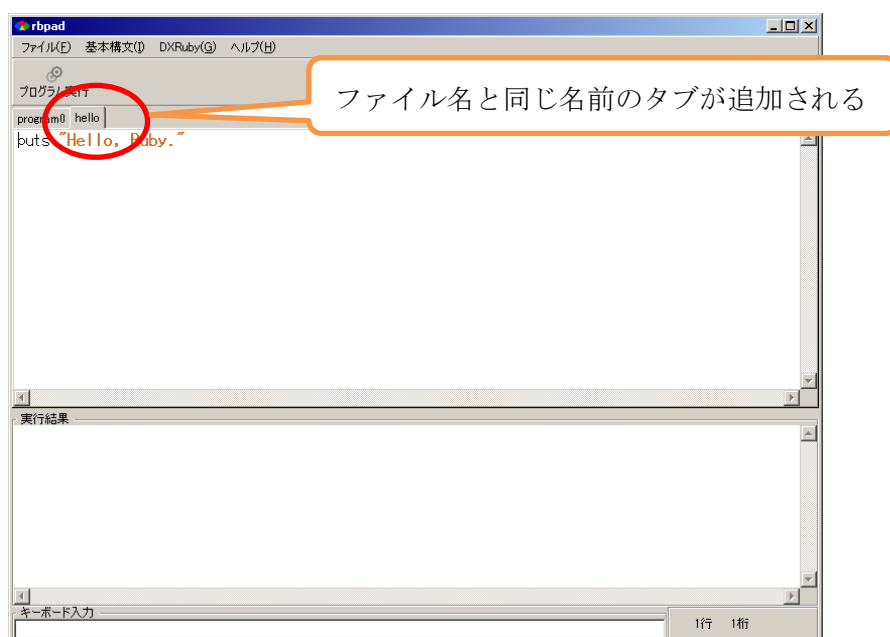 rbpad
ファイル(F) 基本構文(I) DXRuby(G) ヘルプ(H)
プログラム実行
ファイル名と同じ名前のタブが追加される
program0 hello
puts "Hello, Ruby."
実行結果
キーボード入力
1行 1桁